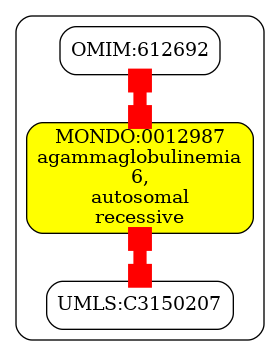 OMIM:612692
MONDO:0012987
agammaglobulinemia
6,
autosomal
recessive
UMLS:C3150207